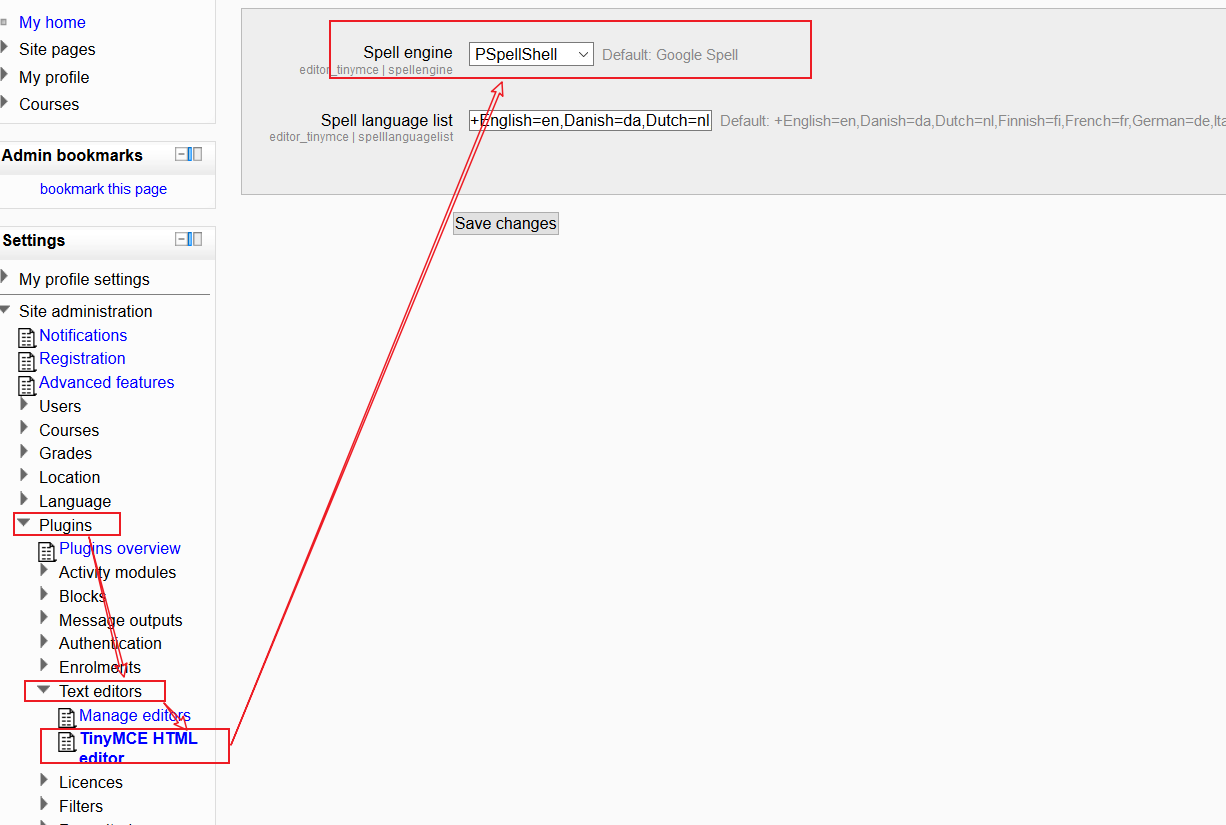 My home
Site pages
My profile
Courses
Admin bookmarks
bookmark this page
Settings
My profile settings
Site administration
Notifications
Registration
Advanced features
Users
Courses
Grades
Location
Language
Plugins
Plugins overview
Activity modules
Blocks
Message outputs
Authentication
Enrolments
Text editors
Manage editors
TinyMCE HTML
editor
Licences
Filters
Spell engine
PSpellShell
Default: Google Spell
editor_tinymce | spellengine
Spell language list
+English=en,Danish=da,Dutch=nl
Default: +English=en,Danish=da,Dutch=nl,Finnish=fi,French=fr,German=de,Ita
editor_tinymce | spelllanguagelist
Save changes